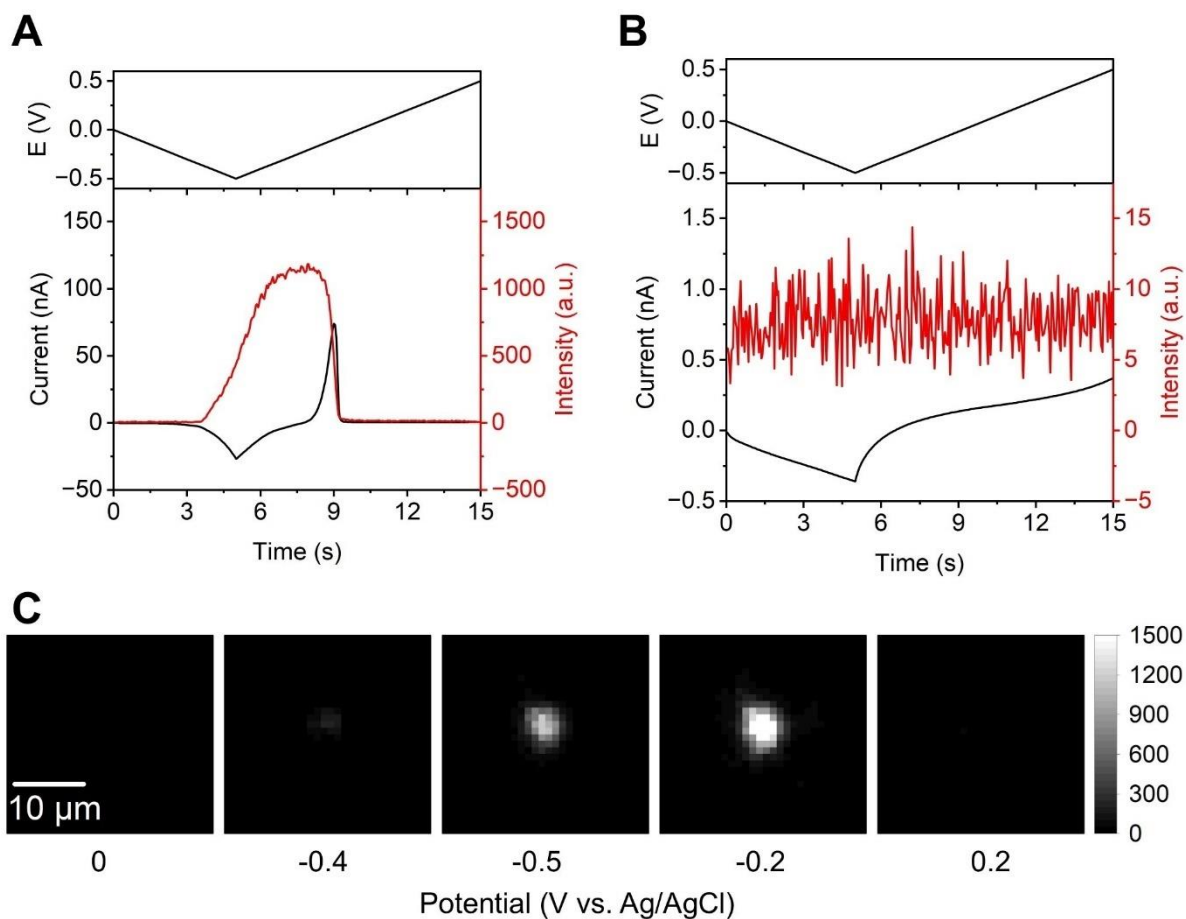 A
E (V)
0.5
0.0
−0.5
Current (nA)
150
100
50
0
−50
1500
1000
500
0
−500
Intensity (a.u.)
0 3 6 9 12 15
Time (s)
B
E (V)
0.5
0.0
−0.5
Current (nA)
1.5
1.0
0.5
0.0
−0.5
15
10
5
0
−5
Intensity (a.u.)
0 3 6 9 12 15
Time (s)
C
10 µm
1500
1200
900
600
300
0
0 -0.4 -0.5 -0.2 0.2
Potential (V vs. Ag/AgCl)